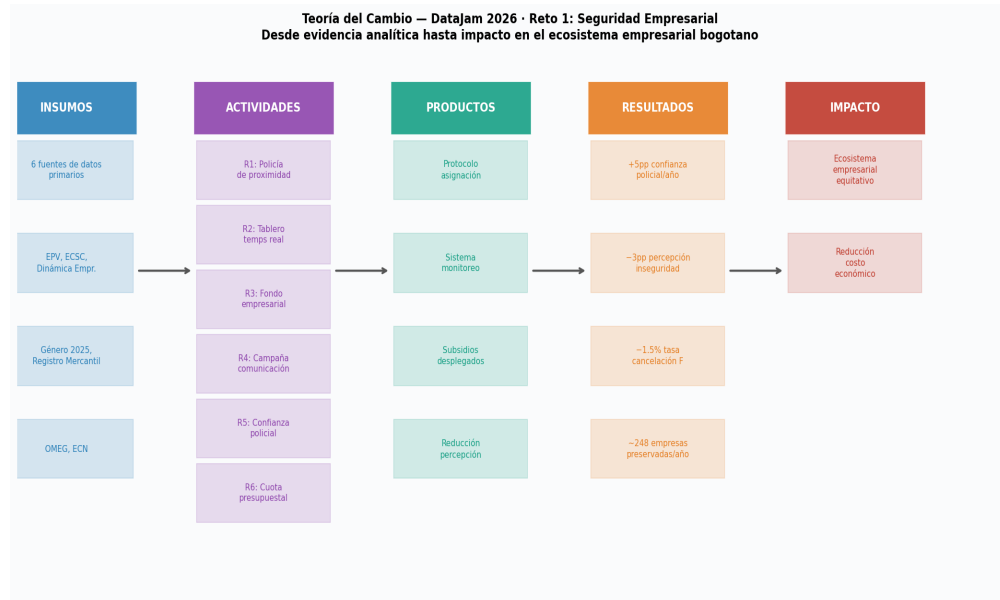 Teoría del Cambio — DataJam 2026 · Reto 1: Seguridad Empresarial
Desde evidencia analítica hasta impacto en el ecosistema empresarial bogotano
INSUMOS
6 fuentes de datos
primarios
EPV, ECSC,
Dinámica Empr.
Género 2025,
Registro Mercantil
OMEG, ECN
ACTIVIDADES
R1: Policía
de proximidad
R2: Tablero
temps real
R3: Fondo
empresarial
R4: Campaña
comunicación
R5: Confianza
policial
R6: Cuota
presupuestal
PRODUCTOS
Protocolo
asignación
Sistema
monitoreo
Subsidios
desplegados
Reducción
percepción
RESULTADOS
+5pp confianza
policial/año
−3pp percepción
inseguridad
−1.5% tasa
cancelación F
~248 empresas
preservadas/año
IMPACTO
Ecosistema
empresarial
equitativo
Reducción
costo
económico